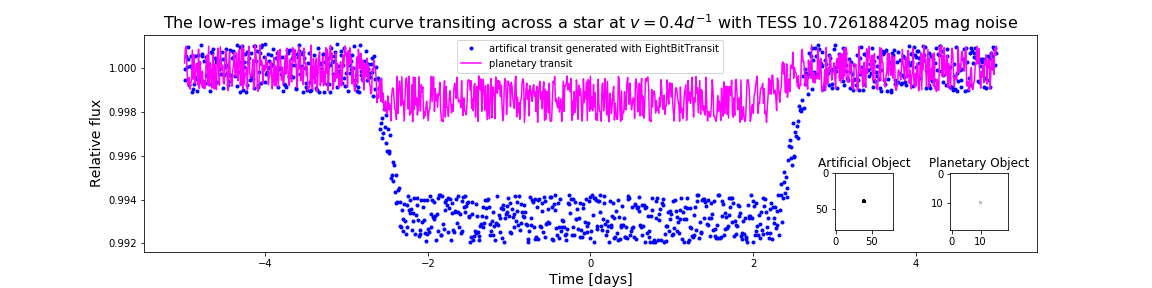 The low-res image's light curve transiting across a star at v = 0.4d⁻¹ with TESS 10.7261884205 mag noise
artifical transit generated with EightBitTransit
planetary transit
Relative flux
1.000
0.998
0.996
0.994
0.992
Artificial Object
0
50
0
50
Planetary Object
0
10
0
10
−4
−2
0
2
4
Time [days]